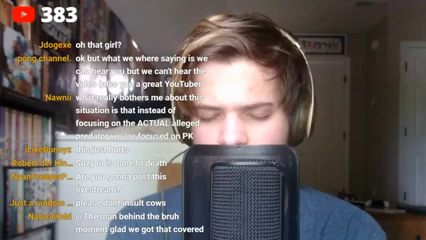 383
Jdogexe oh that girl?
pong channel. ok but what we where saying is we
can hear you but we can't hear the
a great YouTuber)
Nawnii what really bothers me about this
situation is that instead of
focusing on the ACTUAL alleged
predator we are focused on PK
this just hurts
is done to death
Are you gonna post this
livestream?
Just a random ... please dont insult cows
@The man behind the bruh
moment glad we got that covered